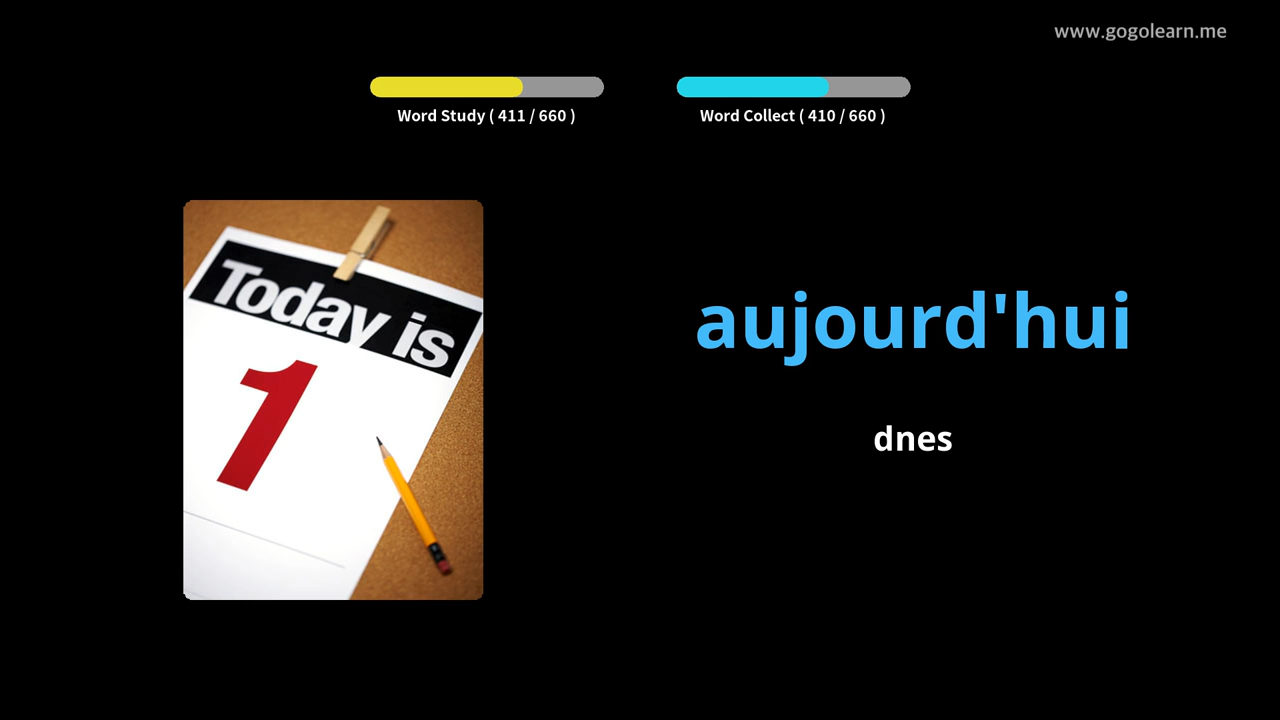 www.gogolearn.me
Word Study ( 411 / 660 )
Word Collect ( 410 / 660 )
Today is
1
aujourd'hui
dnes